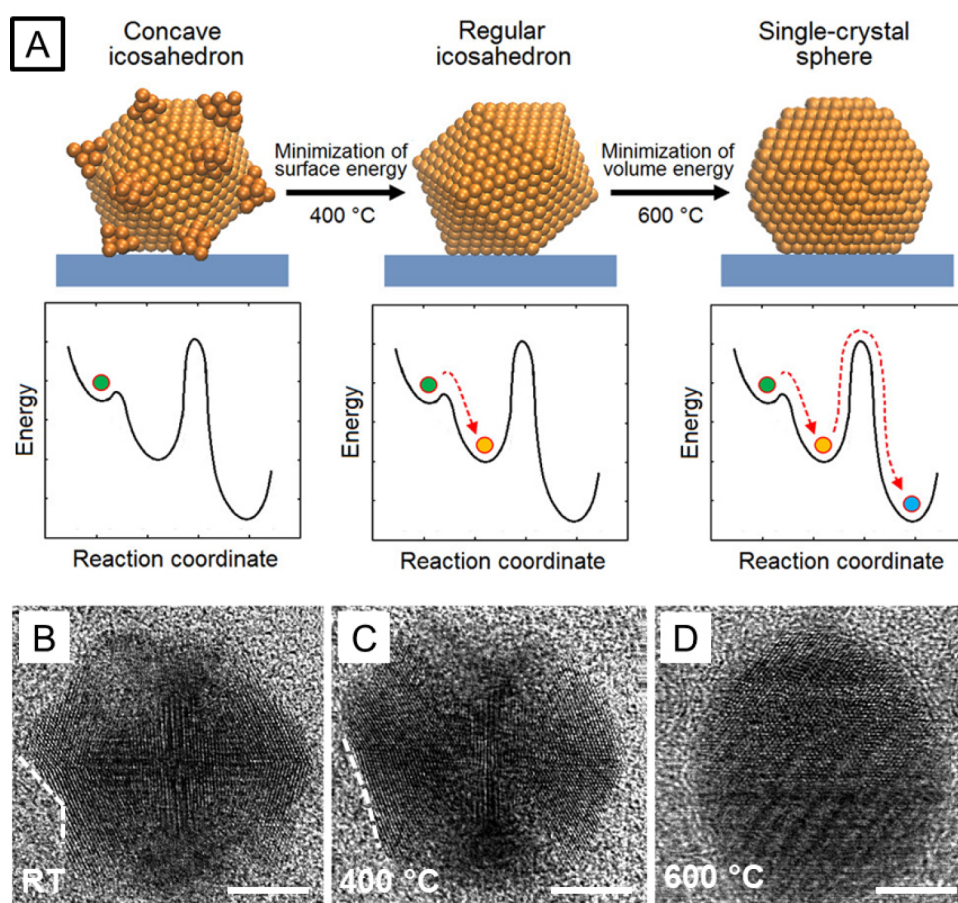 A
Concave
icosahedron
Regular
icosahedron
Single-crystal
sphere
Minimization of
surface energy
400 °C
Minimization of
volume energy
600 °C
Energy
Reaction coordinate
Energy
Reaction coordinate
Energy
Reaction coordinate
B
RT
C
400 °C
D
600 °C